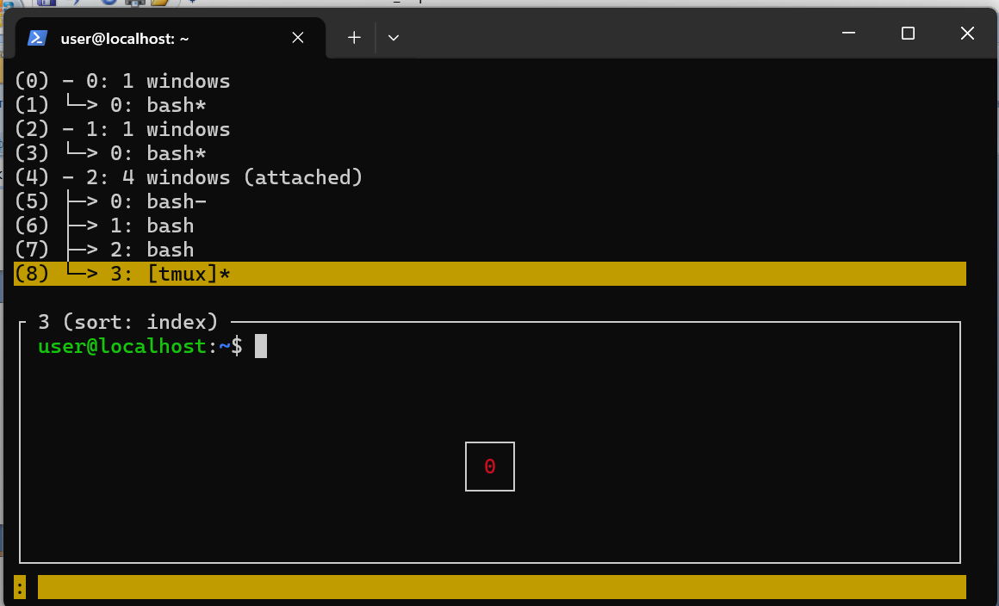 user@localhost: ~
(0) - 0: 1 windows
(1) └─> 0: bash*
(2) - 1: 1 windows
(3) └─> 0: bash*
(4) - 2: 4 windows (attached)
(5) ├─> 0: bash-
(6) ├─> 1: bash
(7) ├─> 2: bash
(8) └─> 3: [tmux]*
3 (sort: index)
user@localhost:~$
0
: